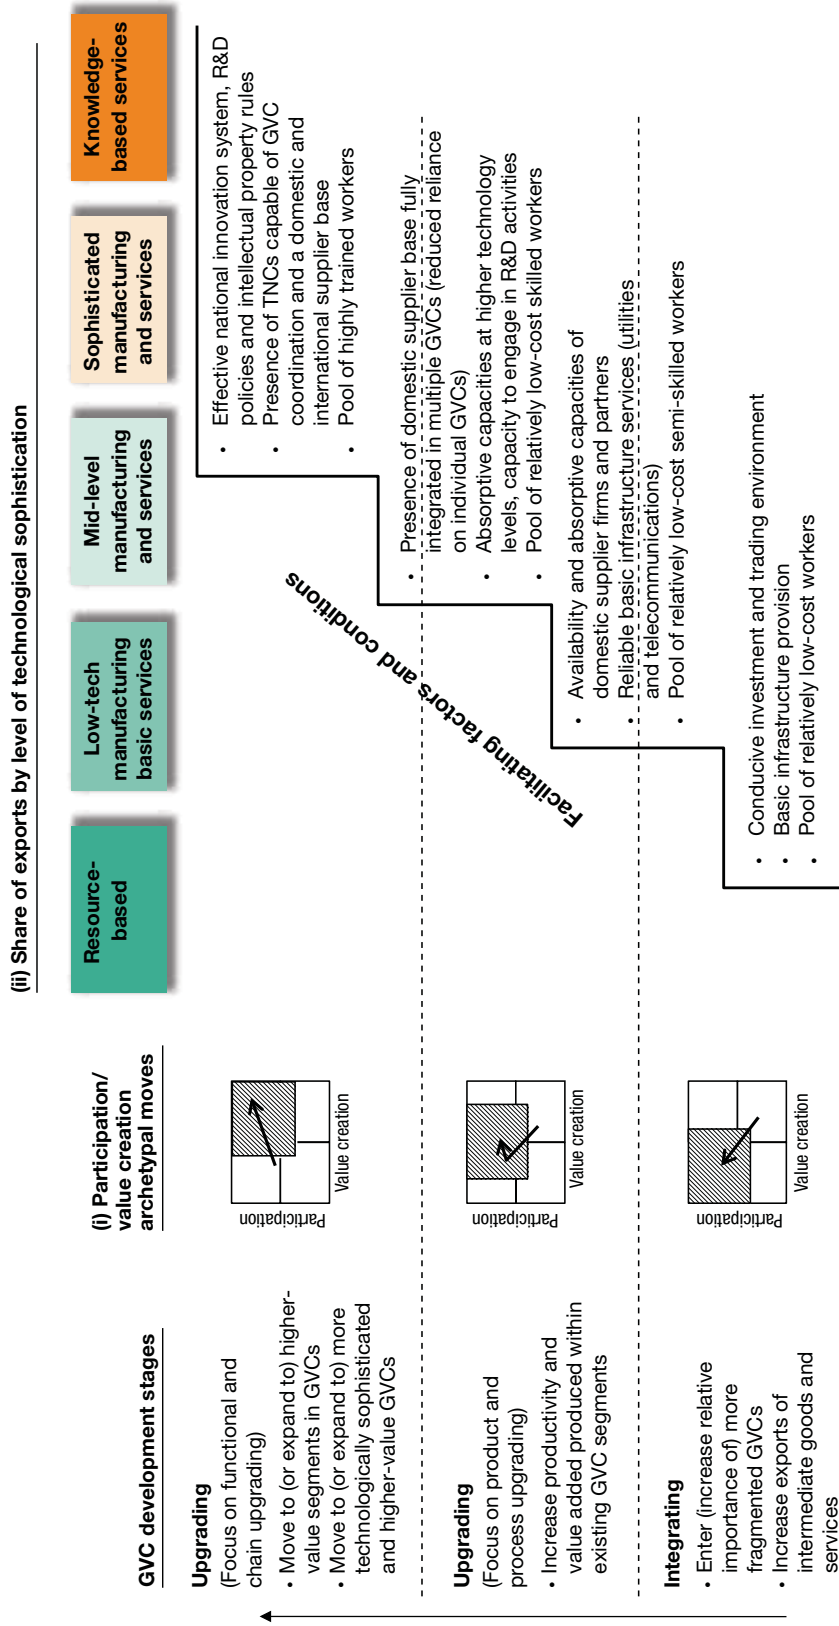 (ii) Share of exports by level of technological sophistication
GVC development stages
(i) Participation/
value creation
archetypal moves
Resource-
based
Low-tech
manufacturing
basic services
Mid-level
manufacturing
and services
Sophisticated
manufacturing
and services
Knowledge-
based services
Upgrading
(Focus on functional and
chain upgrading)
• Move to (or expand to) higher-
value segments in GVCs
• Move to (or expand to) more
technologically sophisticated
and higher-value GVCs
Participation
Value creation
• Effective national innovation system, R&D
policies and intellectual property rules
• Presence of TNCs capable of GVC
coordination and a domestic and
international supplier base
• Pool of highly trained workers
Facilitating factors and conditions
Upgrading
(Focus on product and
process upgrading)
• Increase productivity and
value added produced within
existing GVC segments
Participation
Value creation
• Presence of domestic supplier base fully
integrated in multiple GVCs (reduced reliance
on individual GVCs)
• Absorptive capacities at higher technology
levels, capacity to engage in R&D activities
• Pool of relatively low-cost skilled workers
• Availability and absorptive capacities of
domestic supplier firms and partners
• Reliable basic infrastructure services (utilities
and telecommunications)
• Pool of relatively low-cost semi-skilled workers
Integrating
• Enter (increase relative
importance of) more
fragmented GVCs
• Increase exports of
intermediate goods and
services
Participation
Value creation
• Conducive investment and trading environment
• Basic infrastructure provision
• Pool of relatively low-cost workers